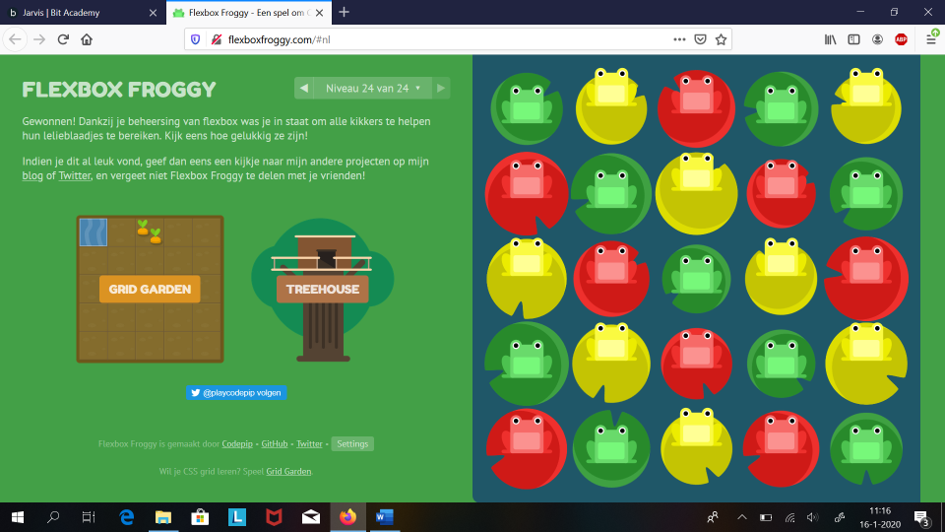 Jarvis | Bit Academy
Flexbox Froggy - Een spel om
flexboxfroggy.com/#nl
ABP
FLEXBOX FROGGY
Niveau 24 van 24
Gewonnen! Dankzij je beheersing van flexbox was je in staat om alle kikkers te helpen
hun lelieblaadjes te bereiken. Kijk eens hoe gelukkig ze zijn!
Indien je dit al leuk vond, geef dan eens een kijkje naar mijn andere projecten op mijn
blog of Twitter, en vergeet niet Flexbox Froggy te delen met je vrienden!
GRID GARDEN
TREEHOUSE
@playcodepip volgen
Flexbox Froggy is gemaakt door Codepip • GitHub • Twitter • Settings
Wil je CSS grid leren? Speel Grid Garden.
11:16
16-1-2020
3